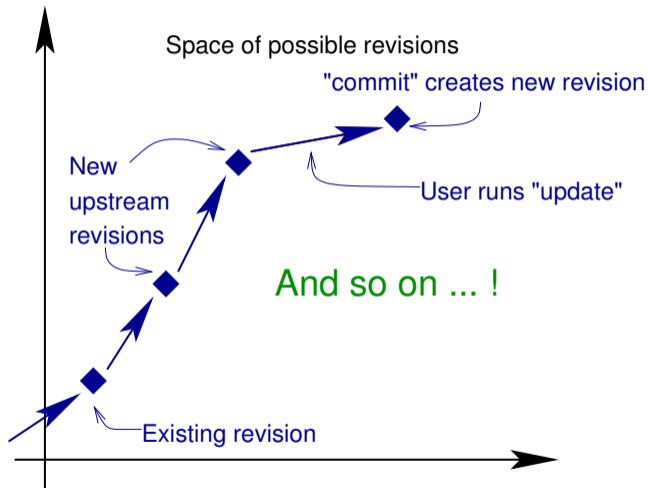 Space of possible revisions
"commit" creates new revision
New
upstream
revisions
User runs "update"
And so on ... !
Existing revision